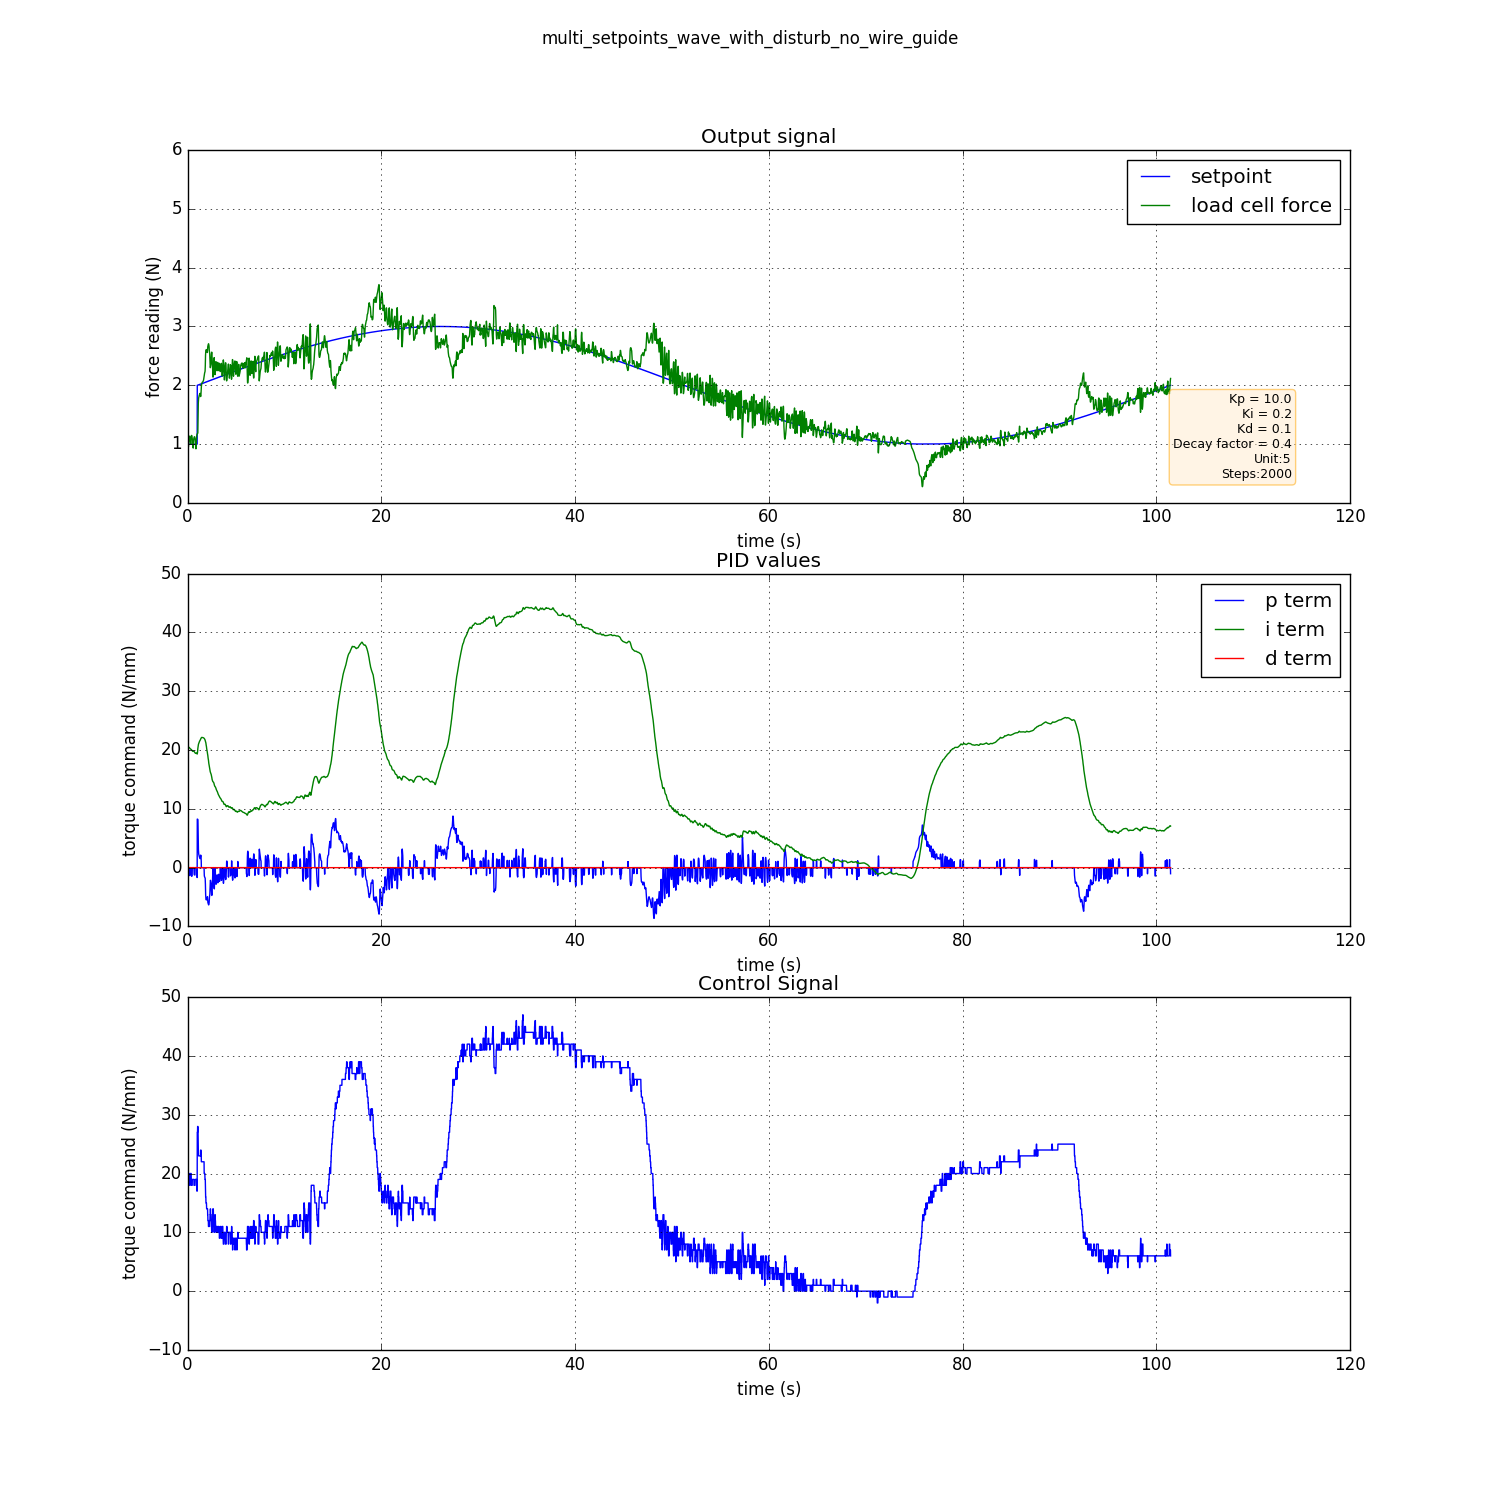 multi_setpoints_wave_with_disturb_no_wire_guide
Output signal
6
5
4
3
2
1
0
force reading (N)
setpoint
load cell force
Kp = 10.0
Ki = 0.2
Kd = 0.1
Decay factor = 0.4
Unit:5
Steps:2000
0 20 40 60 80 100 120
time (s)
PID values
50
40
30
20
10
0
−10
torque command (N/mm)
p term
i term
d term
0 20 40 60 80 100 120
time (s)
Control Signal
50
40
30
20
10
0
−10
torque command (N/mm)
0 20 40 60 80 100 120
time (s)